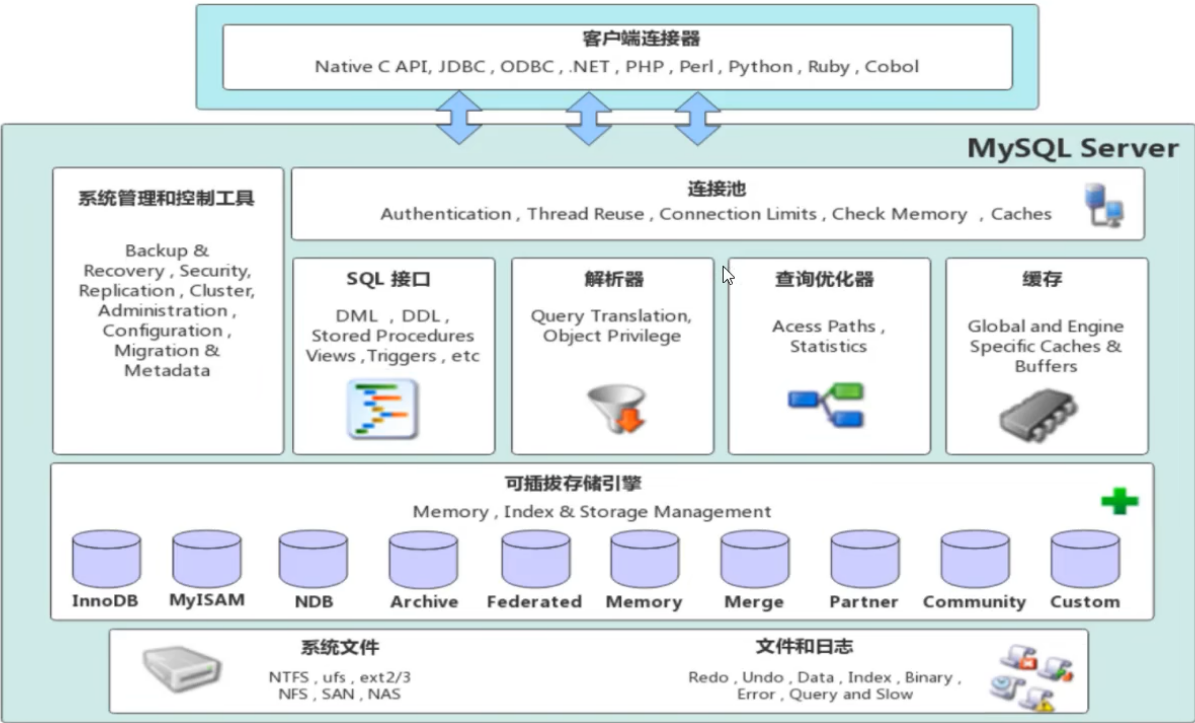 客户端连接器
Native C API, JDBC , ODBC , .NET , PHP , Perl , Python , Ruby , Cobol
MySQL Server
系统管理和控制工具
Backup &
Recovery , Security,
Replication , Cluster,
Administration ,
Configuration ,
Migration &
Metadata
连接池
Authentication , Thread Reuse , Connection Limits , Check Memory , Caches
SQL 接口
DML , DDL ,
Stored Procedures
Views ,Triggers , etc
解析器
Query Translation,
Object Privilege
查询优化器
Acess Paths ,
Statistics
缓存
Global and Engine
Specific Caches &
Buffers
可插拔存储引擎
Memory , Index & Storage Management
InnoDB
MyISAM
NDB
Archive
Federated
Memory
Merge
Partner
Community
Custom
系统文件
NTFS , ufs , ext2/3
NFS , SAN , NAS
文件和日志
Redo , Undo , Data , Index , Binary ,
Error , Query and Slow